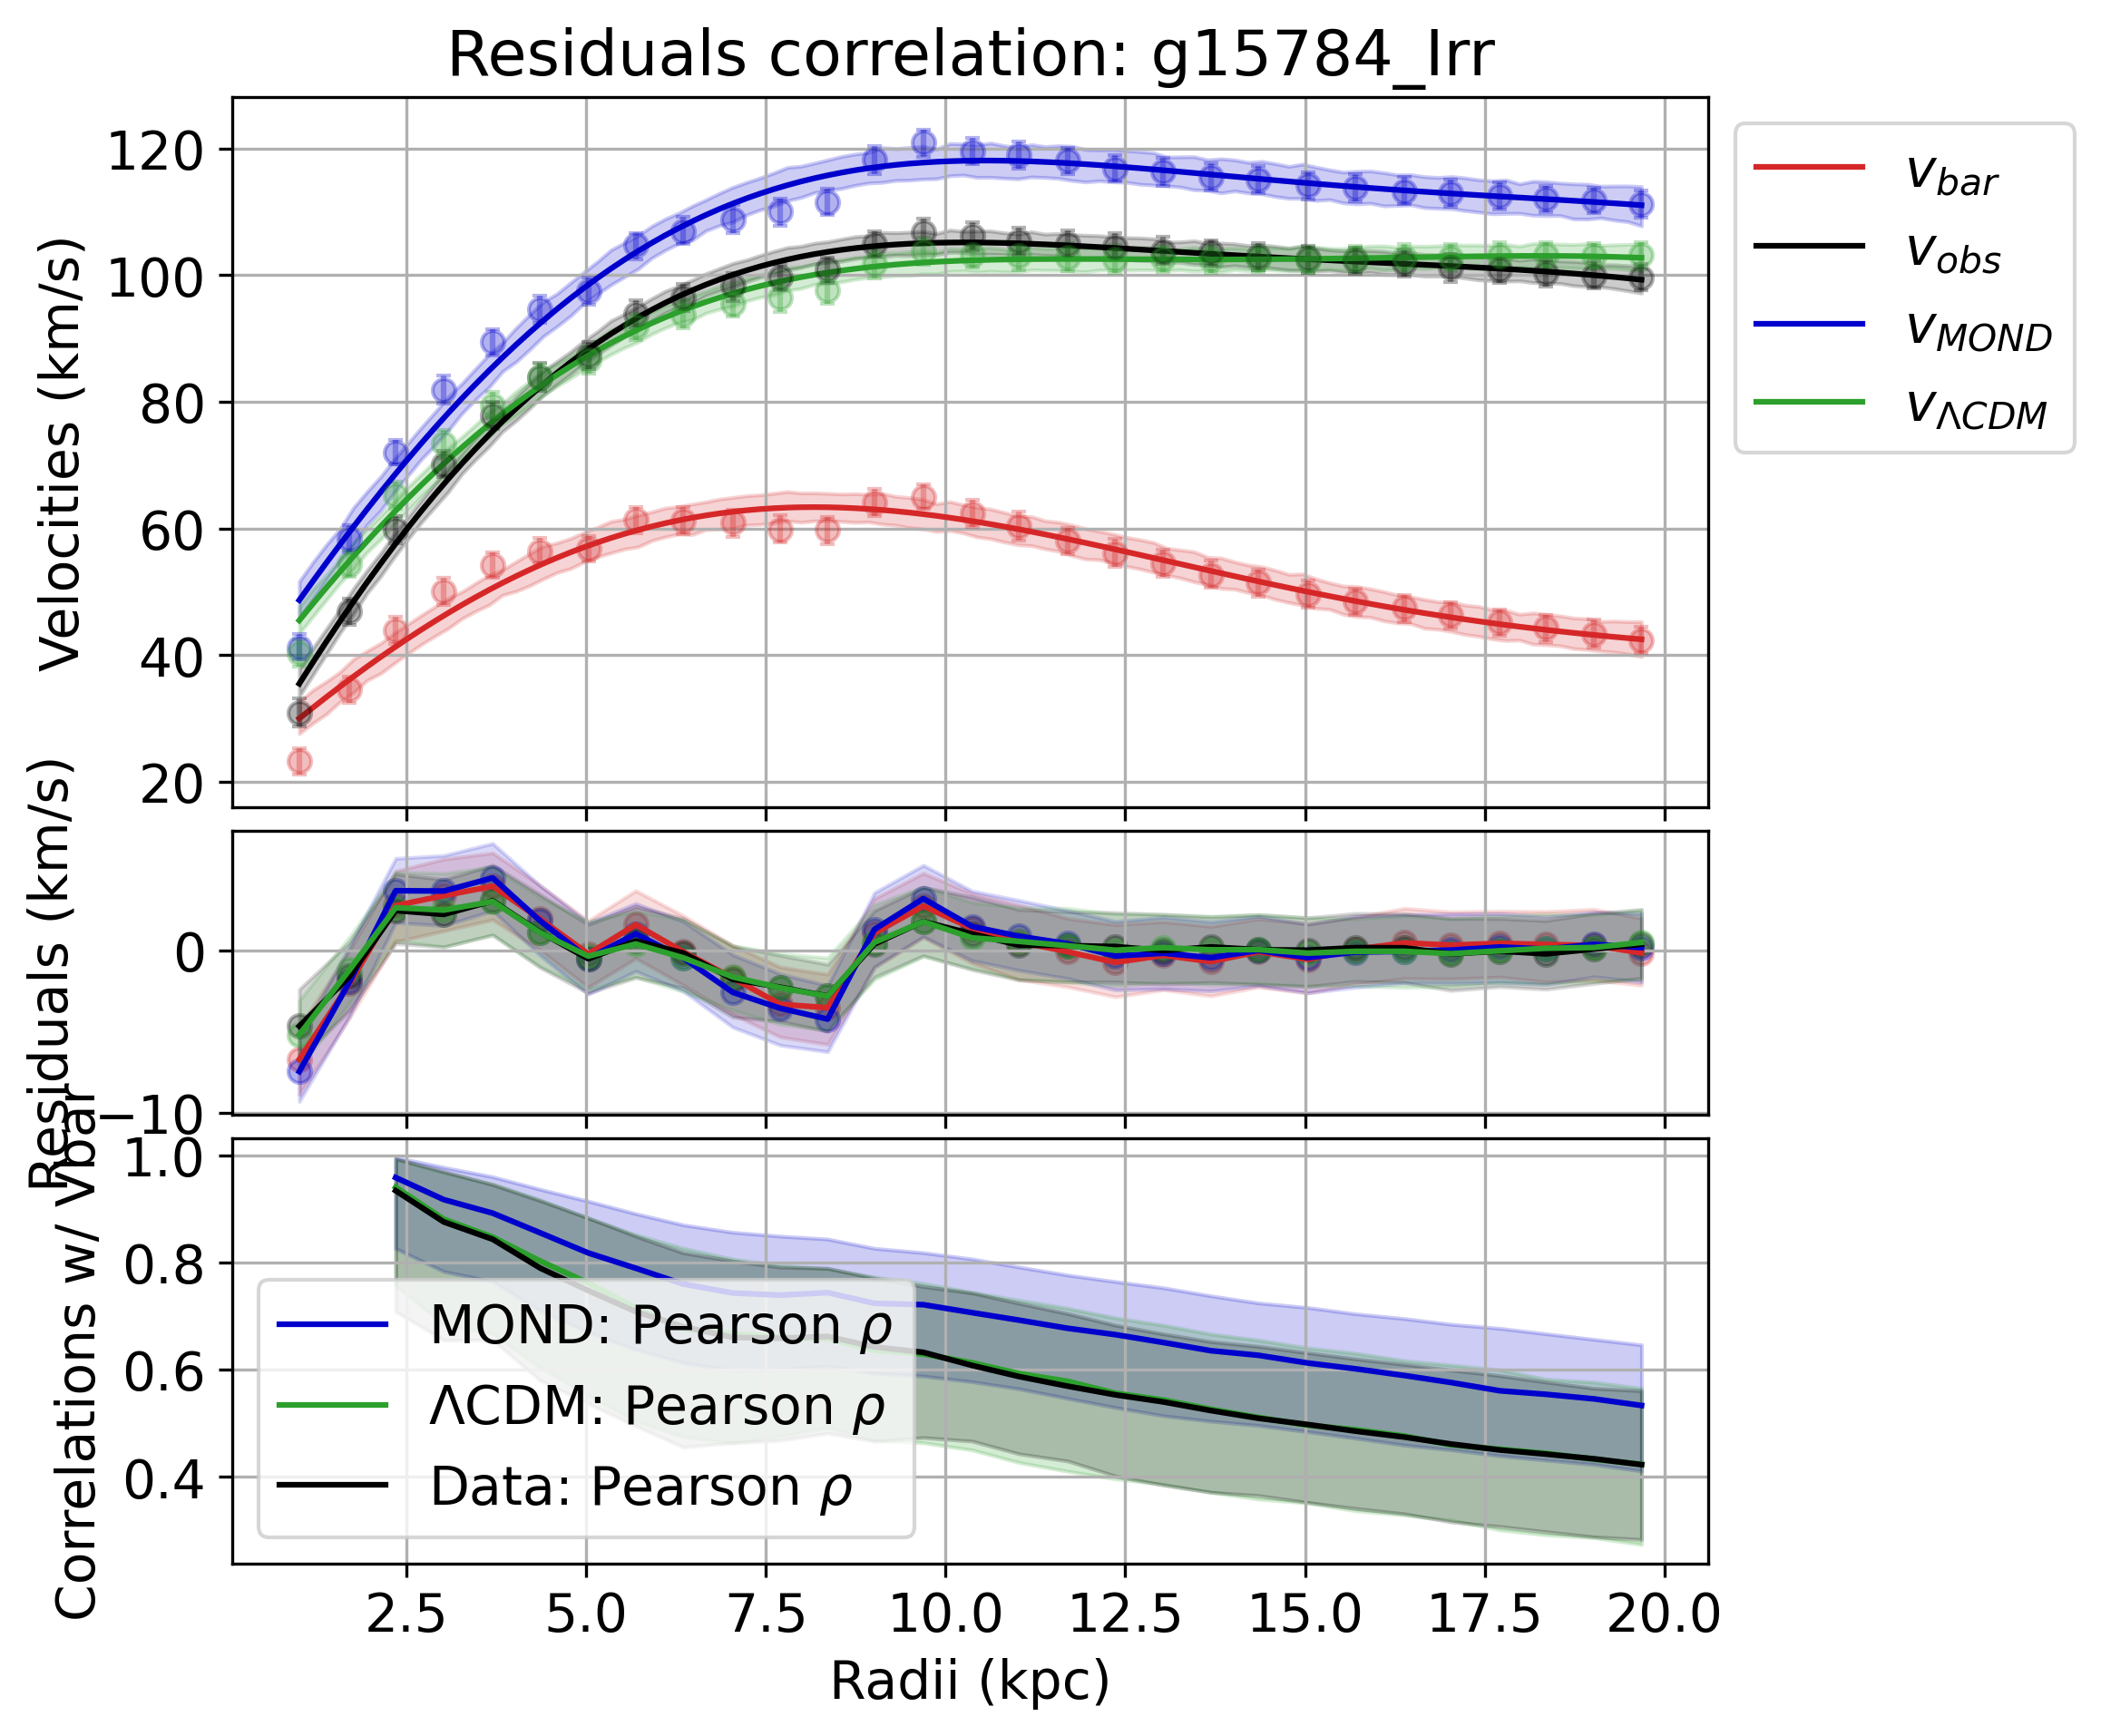 Residuals correlation: g15784_Irr
Velocities (km/s)
120
100
80
60
40
20
v_bar
v_obs
v_MOND
v_ΛCDM
Residuals (km/s)
0
−10
Correlations w/ Vbar
1.0
0.8
0.6
0.4
MOND: Pearson ρ
ΛCDM: Pearson ρ
Data: Pearson ρ
2.5 5.0 7.5 10.0 12.5 15.0 17.5 20.0
Radii (kpc)